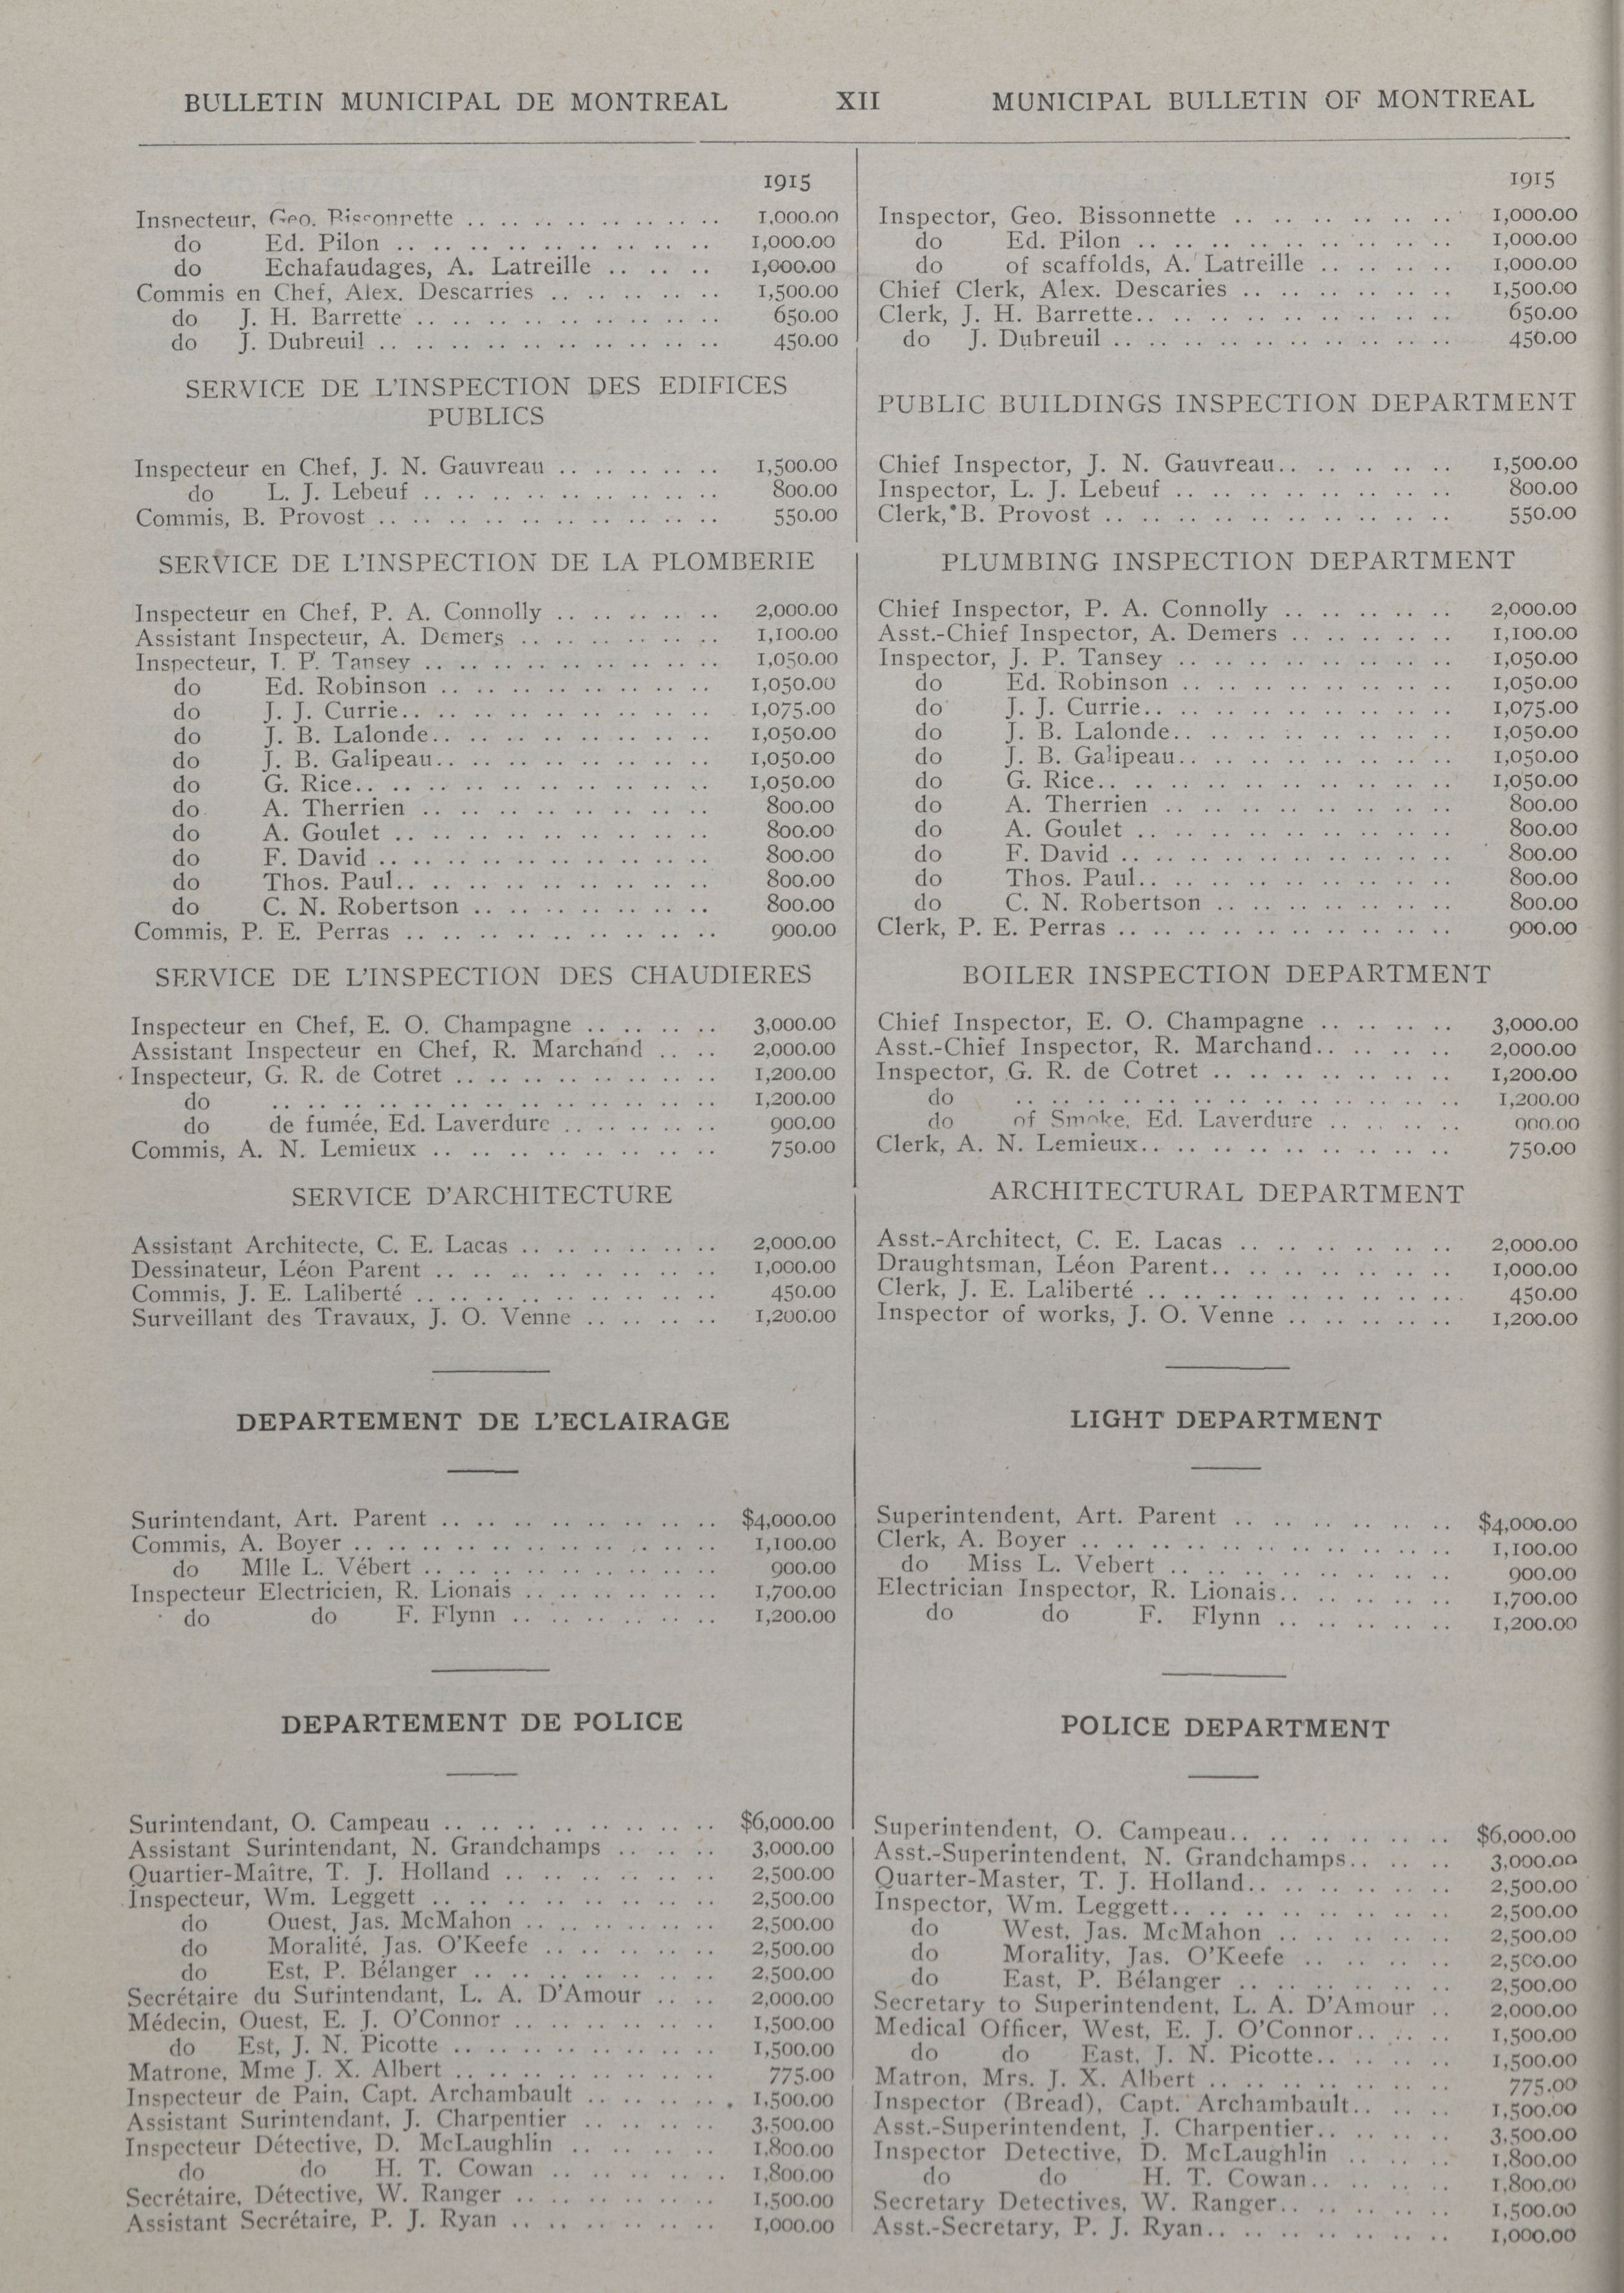 BULLETIN MUNICIPAL DE MONTREAL XII MUNICIPAL BULLETIN OF MONTREAL
1915
Inspecteur, Geo. Bissonnette .. .. .. .. .. .. .. 1,000.00
do Ed. Pilon .. .. .. .. .. .. .. .. .. 1,000.00
do Echafaudages, A. Latreille .. .. .. 1,000.00
Commis en Chef, Alex. Descarries .. .. .. .. .. 1,500.00
do J. H. Barrette .. .. .. .. .. .. .. .. .. 650.00
do J. Dubreuil .. .. .. .. .. .. .. .. .. .. 450.00
SERVICE DE L'INSPECTION DES EDIFICES
PUBLICS
Inspecteur en Chef, J. N. Gauvreau .. .. .. .. .. 1,500.00
do L. J. Lebeuf .. .. .. .. .. .. .. .. .. 800.00
Commis, B. Provost .. .. .. .. .. .. .. .. .. .. 550.00
SERVICE DE L'INSPECTION DE LA PLOMBERIE
Inspecteur en Chef, P. A. Connolly .. .. .. .. .. 2,000.00
Assistant Inspecteur, A. Demers .. .. .. .. .. .. 1,100.00
Inspecteur, J. P. Tansey .. .. .. .. .. .. .. .. .. 1,050.00
do Ed. Robinson .. .. .. .. .. .. .. .. 1,050.00
do J. J. Currie.. .. .. .. .. .. .. .. .. 1,075.00
do J. B. Lalonde.. .. .. .. .. .. .. .. 1,050.00
do J. B. Galipeau.. .. .. .. .. .. .. .. 1,050.00
do G. Rice.. .. .. .. .. .. .. .. .. .. 1,050.00
do A. Therrien .. .. .. .. .. .. .. .. 800.00
do A. Goulet .. .. .. .. .. .. .. .. .. 800.00
do F. David .. .. .. .. .. .. .. .. .. .. 800.00
do Thos. Paul.. .. .. .. .. .. .. .. .. 800.00
do C. N. Robertson .. .. .. .. .. .. .. 800.00
Commis, P. E. Perras .. .. .. .. .. .. .. .. .. 900.00
SERVICE DE L'INSPECTION DES CHAUDIERES
Inspecteur en Chef, E. O. Champagne .. .. .. .. 3,000.00
Assistant Inspecteur en Chef, R. Marchand .. .. 2,000.00
Inspecteur, G. R. de Cotret .. .. .. .. .. .. .. .. 1,200.00
do .. .. .. .. .. .. .. .. .. .. .. .. .. 1,200.00
do de fumée, Ed. Laverdure .. .. .. .. .. 900.00
Commis, A. N. Lemieux .. .. .. .. .. .. .. .. 750.00
SERVICE D'ARCHITECTURE
Assistant Architecte, C. E. Lacas .. .. .. .. .. .. 2,000.00
Dessinateur, Léon Parent .. .. .. .. .. .. .. .. 1,000.00
Commis, J. E. Laliberté .. .. .. .. .. .. .. .. .. 450.00
Surveillant des Travaux, J. O. Venne .. .. .. .. 1,200.00
DEPARTEMENT DE L'ECLAIRAGE
Surintendant, Art. Parent .. .. .. .. .. .. .. .. $4,000.00
Commis, A. Boyer .. .. .. .. .. .. .. .. .. .. 1,100.00
do Mlle L. Vébert .. .. .. .. .. .. .. .. 900.00
Inspecteur Electricien, R. Lionais .. .. .. .. .. .. 1,700.00
do do F. Flynn .. .. .. .. .. .. 1,200.00
DEPARTEMENT DE POLICE
Surintendant, O. Campeau .. .. .. .. .. .. .. .. $6,000.00
Assistant Surintendant, N. Grandchamps .. .. .. 3,000.00
Quartier-Maître, T. J. Holland .. .. .. .. .. .. 2,500.00
Inspecteur, Wm. Leggett .. .. .. .. .. .. .. .. 2,500.00
do Ouest, Jas. McMahon .. .. .. .. .. .. 2,500.00
do Moralité, Jas. O'Keefe .. .. .. .. .. 2,500.00
do Est, P. Bélanger .. .. .. .. .. .. .. 2,500.00
Secrétaire du Surintendant, L. A. D'Amour .. .. 2,000.00
Médecin, Ouest, E. J. O'Connor .. .. .. .. .. .. 1,500.00
do Est, J. N. Picotte .. .. .. .. .. .. .. .. 1,500.00
Matrone, Mme J. X. Albert .. .. .. .. .. .. .. .. 775.00
Inspecteur de Pain, Capt. Archambault .. .. .. .. 1,500.00
Assistant Surintendant, J. Charpentier .. .. .. .. 3,500.00
Inspecteur Détective, D. McLaughlin .. .. .. .. 1,800.00
do do H. T. Cowan .. .. .. .. .. 1,800.00
Secrétaire, Détective, W. Ranger .. .. .. .. .. .. 1,500.00
Assistant Secrétaire, P. J. Ryan .. .. .. .. .. .. 1,000.00
1915
Inspector, Geo. Bissonnette .. .. .. .. .. .. 1,000.00
do Ed. Pilon .. .. .. .. .. .. .. .. .. 1,000.00
do of scaffolds, A. Latreille .. .. .. .. 1,000.00
Chief Clerk, Alex. Descaries .. .. .. .. .. .. 1,500.00
Clerk, J. H. Barrette.. .. .. .. .. .. .. .. .. 650.00
do J. Dubreuil .. .. .. .. .. .. .. .. .. .. 450.00
PUBLIC BUILDINGS INSPECTION DEPARTMENT
Chief Inspector, J. N. Gauvreau.. .. .. .. .. 1,500.00
Inspector, L. J. Lebeuf .. .. .. .. .. .. .. .. 800.00
Clerk, B. Provost .. .. .. .. .. .. .. .. .. .. 550.00
PLUMBING INSPECTION DEPARTMENT
Chief Inspector, P. A. Connolly .. .. .. .. .. 2,000.00
Asst.-Chief Inspector, A. Demers .. .. .. .. .. 1,100.00
Inspector, J. P. Tansey .. .. .. .. .. .. .. .. 1,050.00
do Ed. Robinson .. .. .. .. .. .. .. .. 1,050.00
do J. J. Currie.. .. .. .. .. .. .. .. .. 1,075.00
do J. B. Lalonde.. .. .. .. .. .. .. .. 1,050.00
do J. B. Galipeau.. .. .. .. .. .. .. .. 1,050.00
do G. Rice.. .. .. .. .. .. .. .. .. .. 1,050.00
do A. Therrien .. .. .. .. .. .. .. .. 800.00
do A. Goulet .. .. .. .. .. .. .. .. .. 800.00
do F. David .. .. .. .. .. .. .. .. .. .. 800.00
do Thos. Paul.. .. .. .. .. .. .. .. .. 800.00
do C. N. Robertson .. .. .. .. .. .. .. 800.00
Clerk, P. E. Perras .. .. .. .. .. .. .. .. .. .. 900.00
BOILER INSPECTION DEPARTMENT
Chief Inspector, E. O. Champagne .. .. .. .. 3,000.00
Asst.-Chief Inspector, R. Marchand.. .. .. .. 2,000.00
Inspector, G. R. de Cotret .. .. .. .. .. .. .. 1,200.00
do .. .. .. .. .. .. .. .. .. .. .. .. .. 1,200.00
do of Smoke, Ed. Laverdure .. .. .. .. 900.00
Clerk, A. N. Lemieux.. .. .. .. .. .. .. .. .. 750.00
ARCHITECTURAL DEPARTMENT
Asst.-Architect, C. E. Lacas .. .. .. .. .. .. 2,000.00
Draughtsman, Léon Parent.. .. .. .. .. .. .. 1,000.00
Clerk, J. E. Laliberté .. .. .. .. .. .. .. .. .. 450.00
Inspector of works, J. O. Venne .. .. .. .. .. 1,200.00
LIGHT DEPARTMENT
Superintendent, Art. Parent .. .. .. .. .. .. $4,000.00
Clerk, A. Boyer .. .. .. .. .. .. .. .. .. .. 1,100.00
do Miss L. Vebert .. .. .. .. .. .. .. .. 900.00
Electrician Inspector, R. Lionais.. .. .. .. .. 1,700.00
do do F. Flynn .. .. .. .. .. 1,200.00
POLICE DEPARTMENT
Superintendent, O. Campeau.. .. .. .. .. .. $6,000.00
Asst.-Superintendent, N. Grandchamps.. .. .. 3,000.00
Quarter-Master, T. J. Holland.. .. .. .. .. .. 2,500.00
Inspector, Wm. Leggett.. .. .. .. .. .. .. .. 2,500.00
do West, Jas. McMahon .. .. .. .. .. 2,500.00
do Morality, Jas. O'Keefe .. .. .. .. 2,500.00
do East, P. Bélanger .. .. .. .. .. .. 2,500.00
Secretary to Superintendent, L. A. D'Amour .. 2,000.00
Medical Officer, West, E. J. O'Connor.. .. .. 1,500.00
do do East, J. N. Picotte.. .. .. .. 1,500.00
Matron, Mrs. J. X. Albert .. .. .. .. .. .. .. 775.00
Inspector (Bread), Capt. Archambault.. .. .. 1,500.00
Asst.-Superintendent, J. Charpentier.. .. .. .. 3,500.00
Inspector Detective, D. McLaughlin .. .. .. 1,800.00
do do H. T. Cowan.. .. .. .. 1,800.00
Secretary Detectives, W. Ranger.. .. .. .. .. 1,500.00
Asst.-Secretary, P. J. Ryan.. .. .. .. .. .. .. 1,000.00